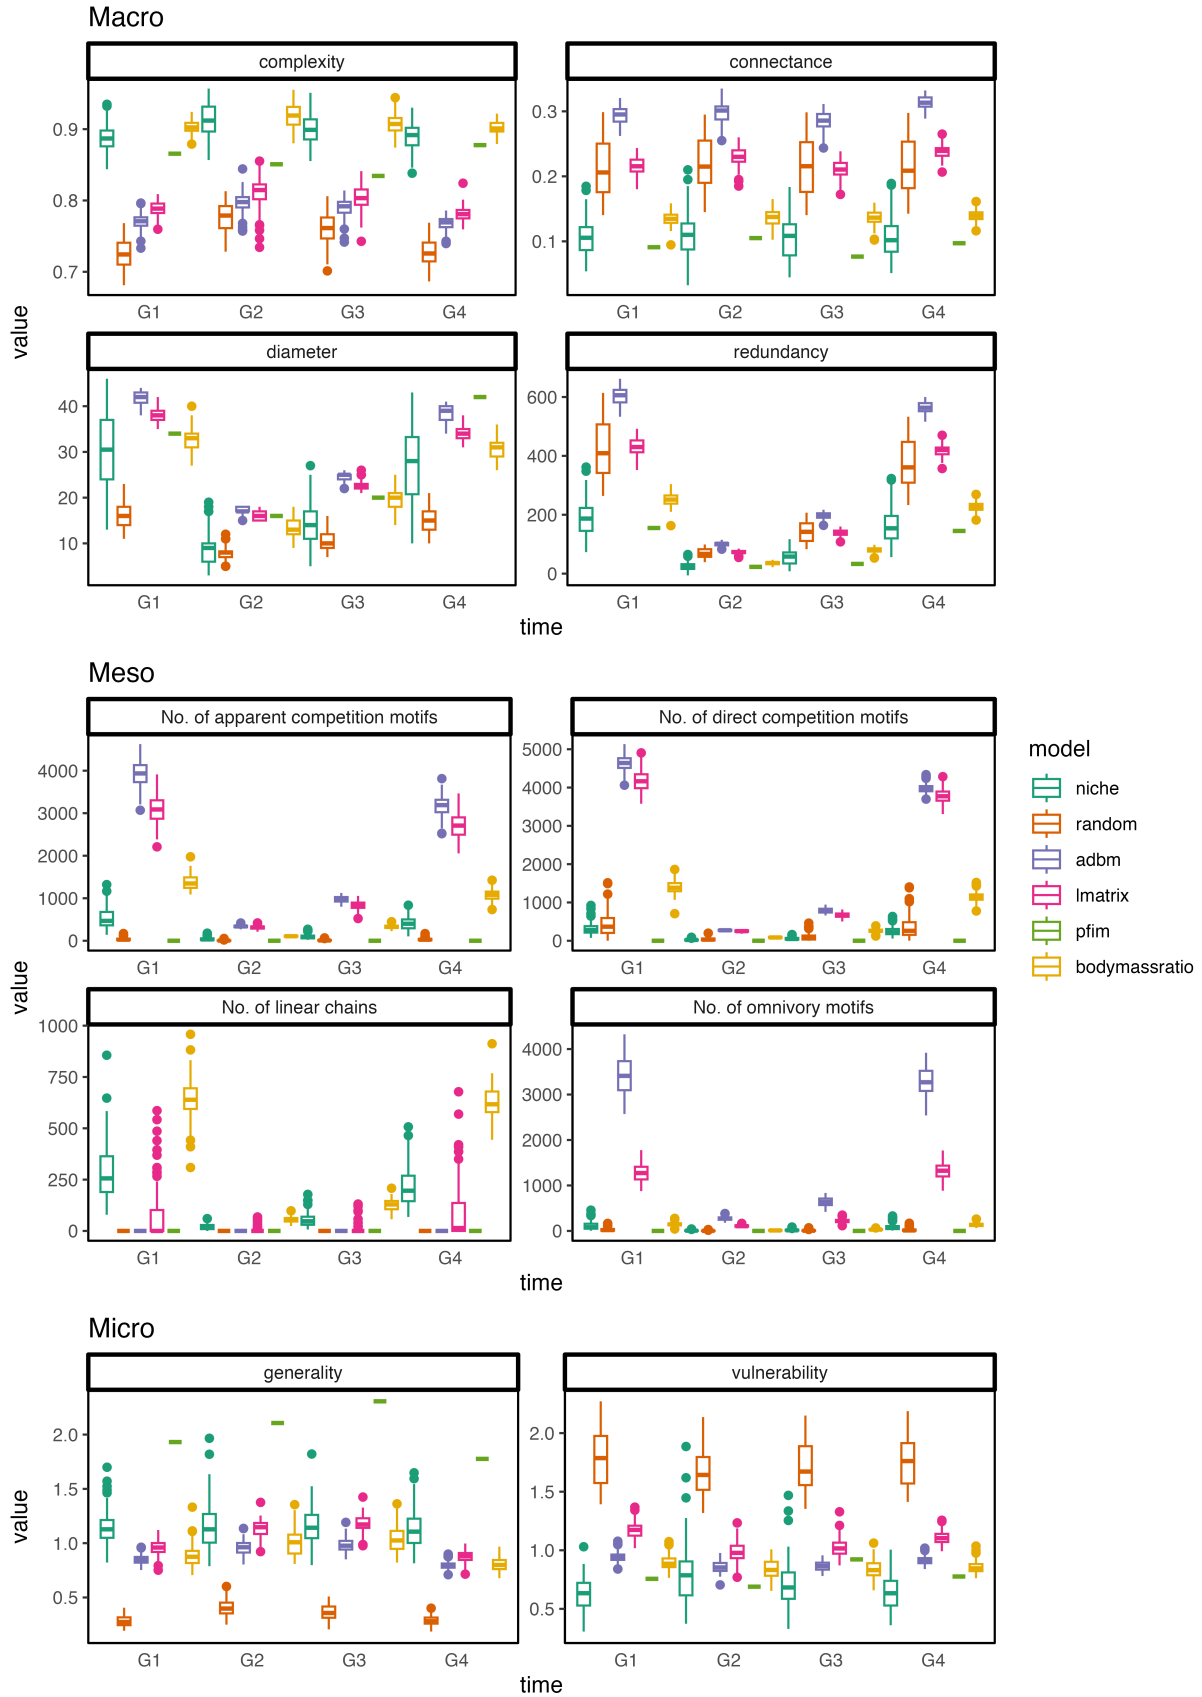 Macro
complexity
connectance
0.9
0.8
0.7
0.3
0.2
0.1
G1 G2 G3 G4
G1 G2 G3 G4
value
diameter
redundancy
40
30
20
10
600
400
200
0
G1 G2 G3 G4
G1 G2 G3 G4
time
Meso
No. of apparent competition motifs
No. of direct competition motifs
4000
3000
2000
1000
0
5000
4000
3000
2000
1000
0
G1 G2 G3 G4
G1 G2 G3 G4
value
No. of linear chains
No. of omnivory motifs
1000
750
500
250
0
4000
3000
2000
1000
0
G1 G2 G3 G4
G1 G2 G3 G4
time
model
niche
random
adbm
lmatrix
pfim
bodymassratio
Micro
generality
vulnerability
2.0
1.5
1.0
0.5
2.0
1.5
1.0
0.5
value
G1 G2 G3 G4
G1 G2 G3 G4
time